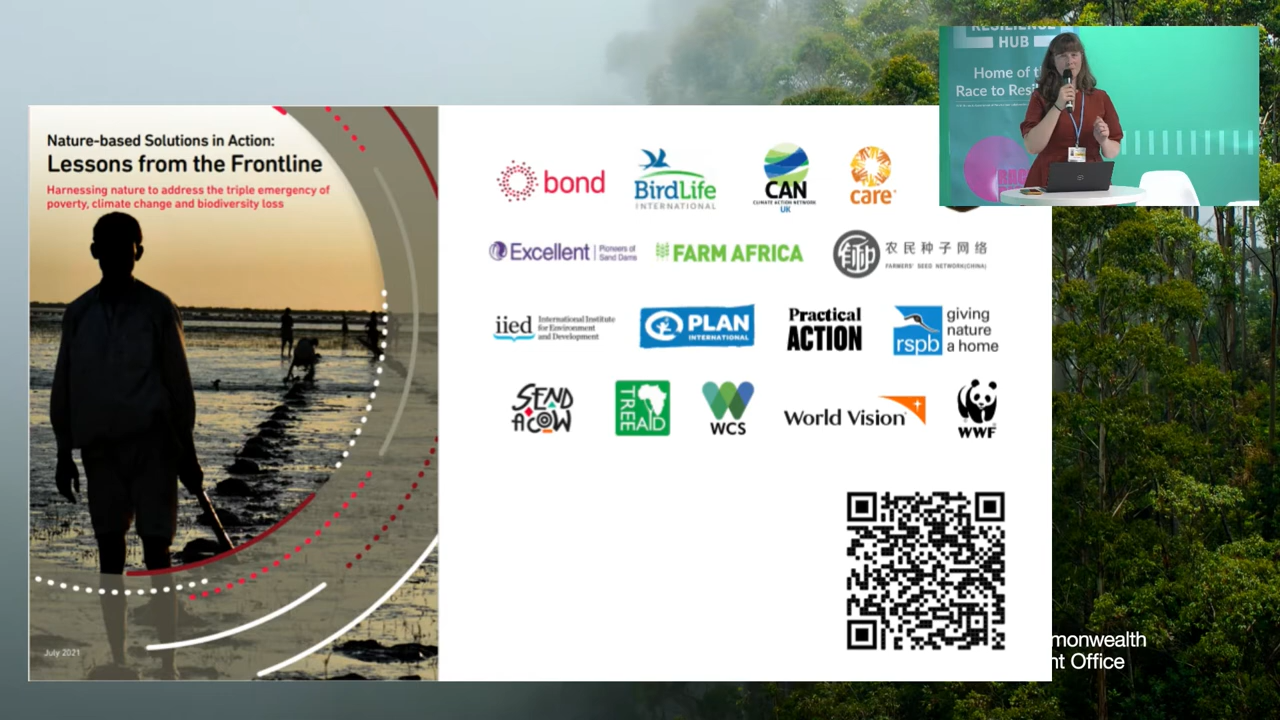 Nature-based Solutions in Action:
Lessons from the Frontline
Harnessing nature to address the triple emergency of
poverty, climate change and biodiversity loss
July 2021
bond
BirdLife
INTERNATIONAL
CAN
CLIMATE ACTION NETWORK
UK
care
Excellent
Pioneers of
Sand Dams
FARM AFRICA
农民种子网络
FARMERS' SEED NETWORK(CHINA)
iied
International Institute
for Environment
and Development
PLAN
INTERNATIONAL
Practical
ACTION
rspb
giving
nature
a home
SEND
A COW
TREE AID
WCS
World Vision
WWF
RESILIENCE
HUB
Home of
Race to
monwealth
nt Office